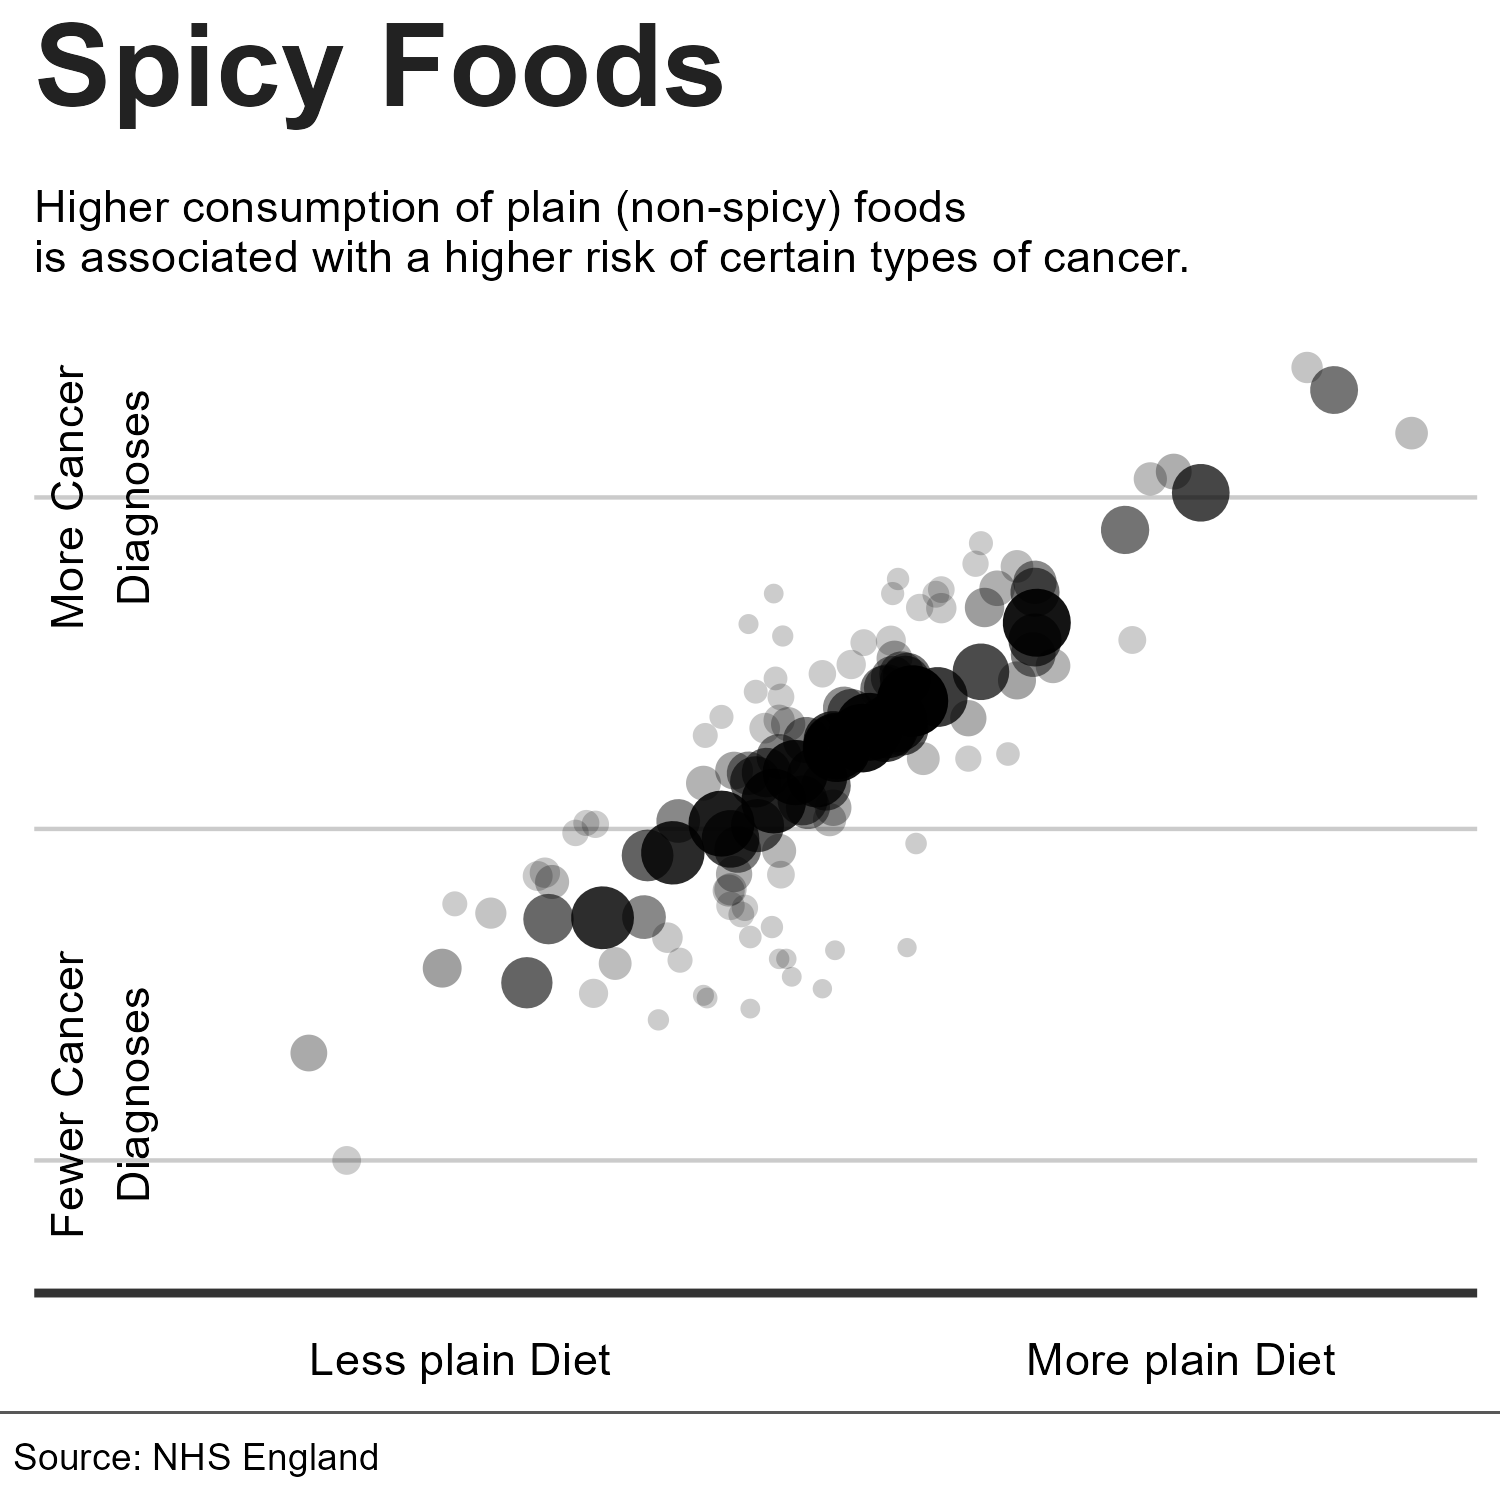 Spicy Foods
Higher consumption of plain (non-spicy) foods
is associated with a higher risk of certain types of cancer.
More Cancer
Diagnoses
Fewer Cancer
Diagnoses
Less plain Diet
More plain Diet
Source: NHS England